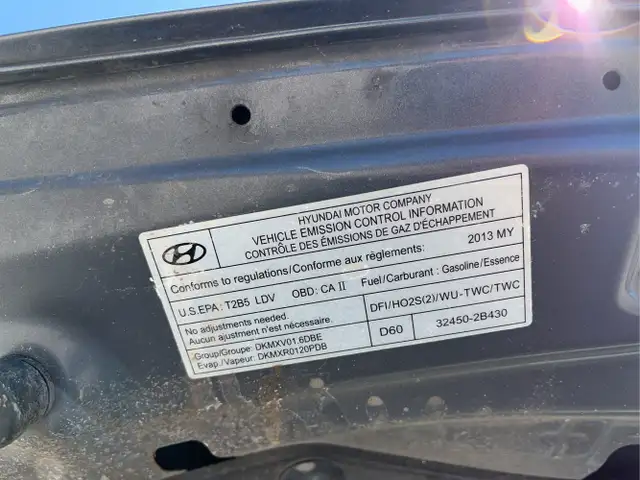 HYUNDAI MOTOR COMPANY
VEHICLE EMISSION CONTROL INFORMATION
CONTRÔLE DES ÉMISSIONS DE GAZ D'ÉCHAPPEMENT
Conforms to regulations/Conforme aux règlements: 2013 MY
U.S.EPA: T2B5 LDV OBD: CA II Fuel/Carburant : Gasoline/Essence
No adjustments needed.
Aucun ajustment n'est necessaire.
DFI/HO2S(2)/WU-TWC/TWC
Group/Groupe: DKMXV01.6DBE
Evap./Vapeur: DKMXR0120PDB
D60 32450-2B430